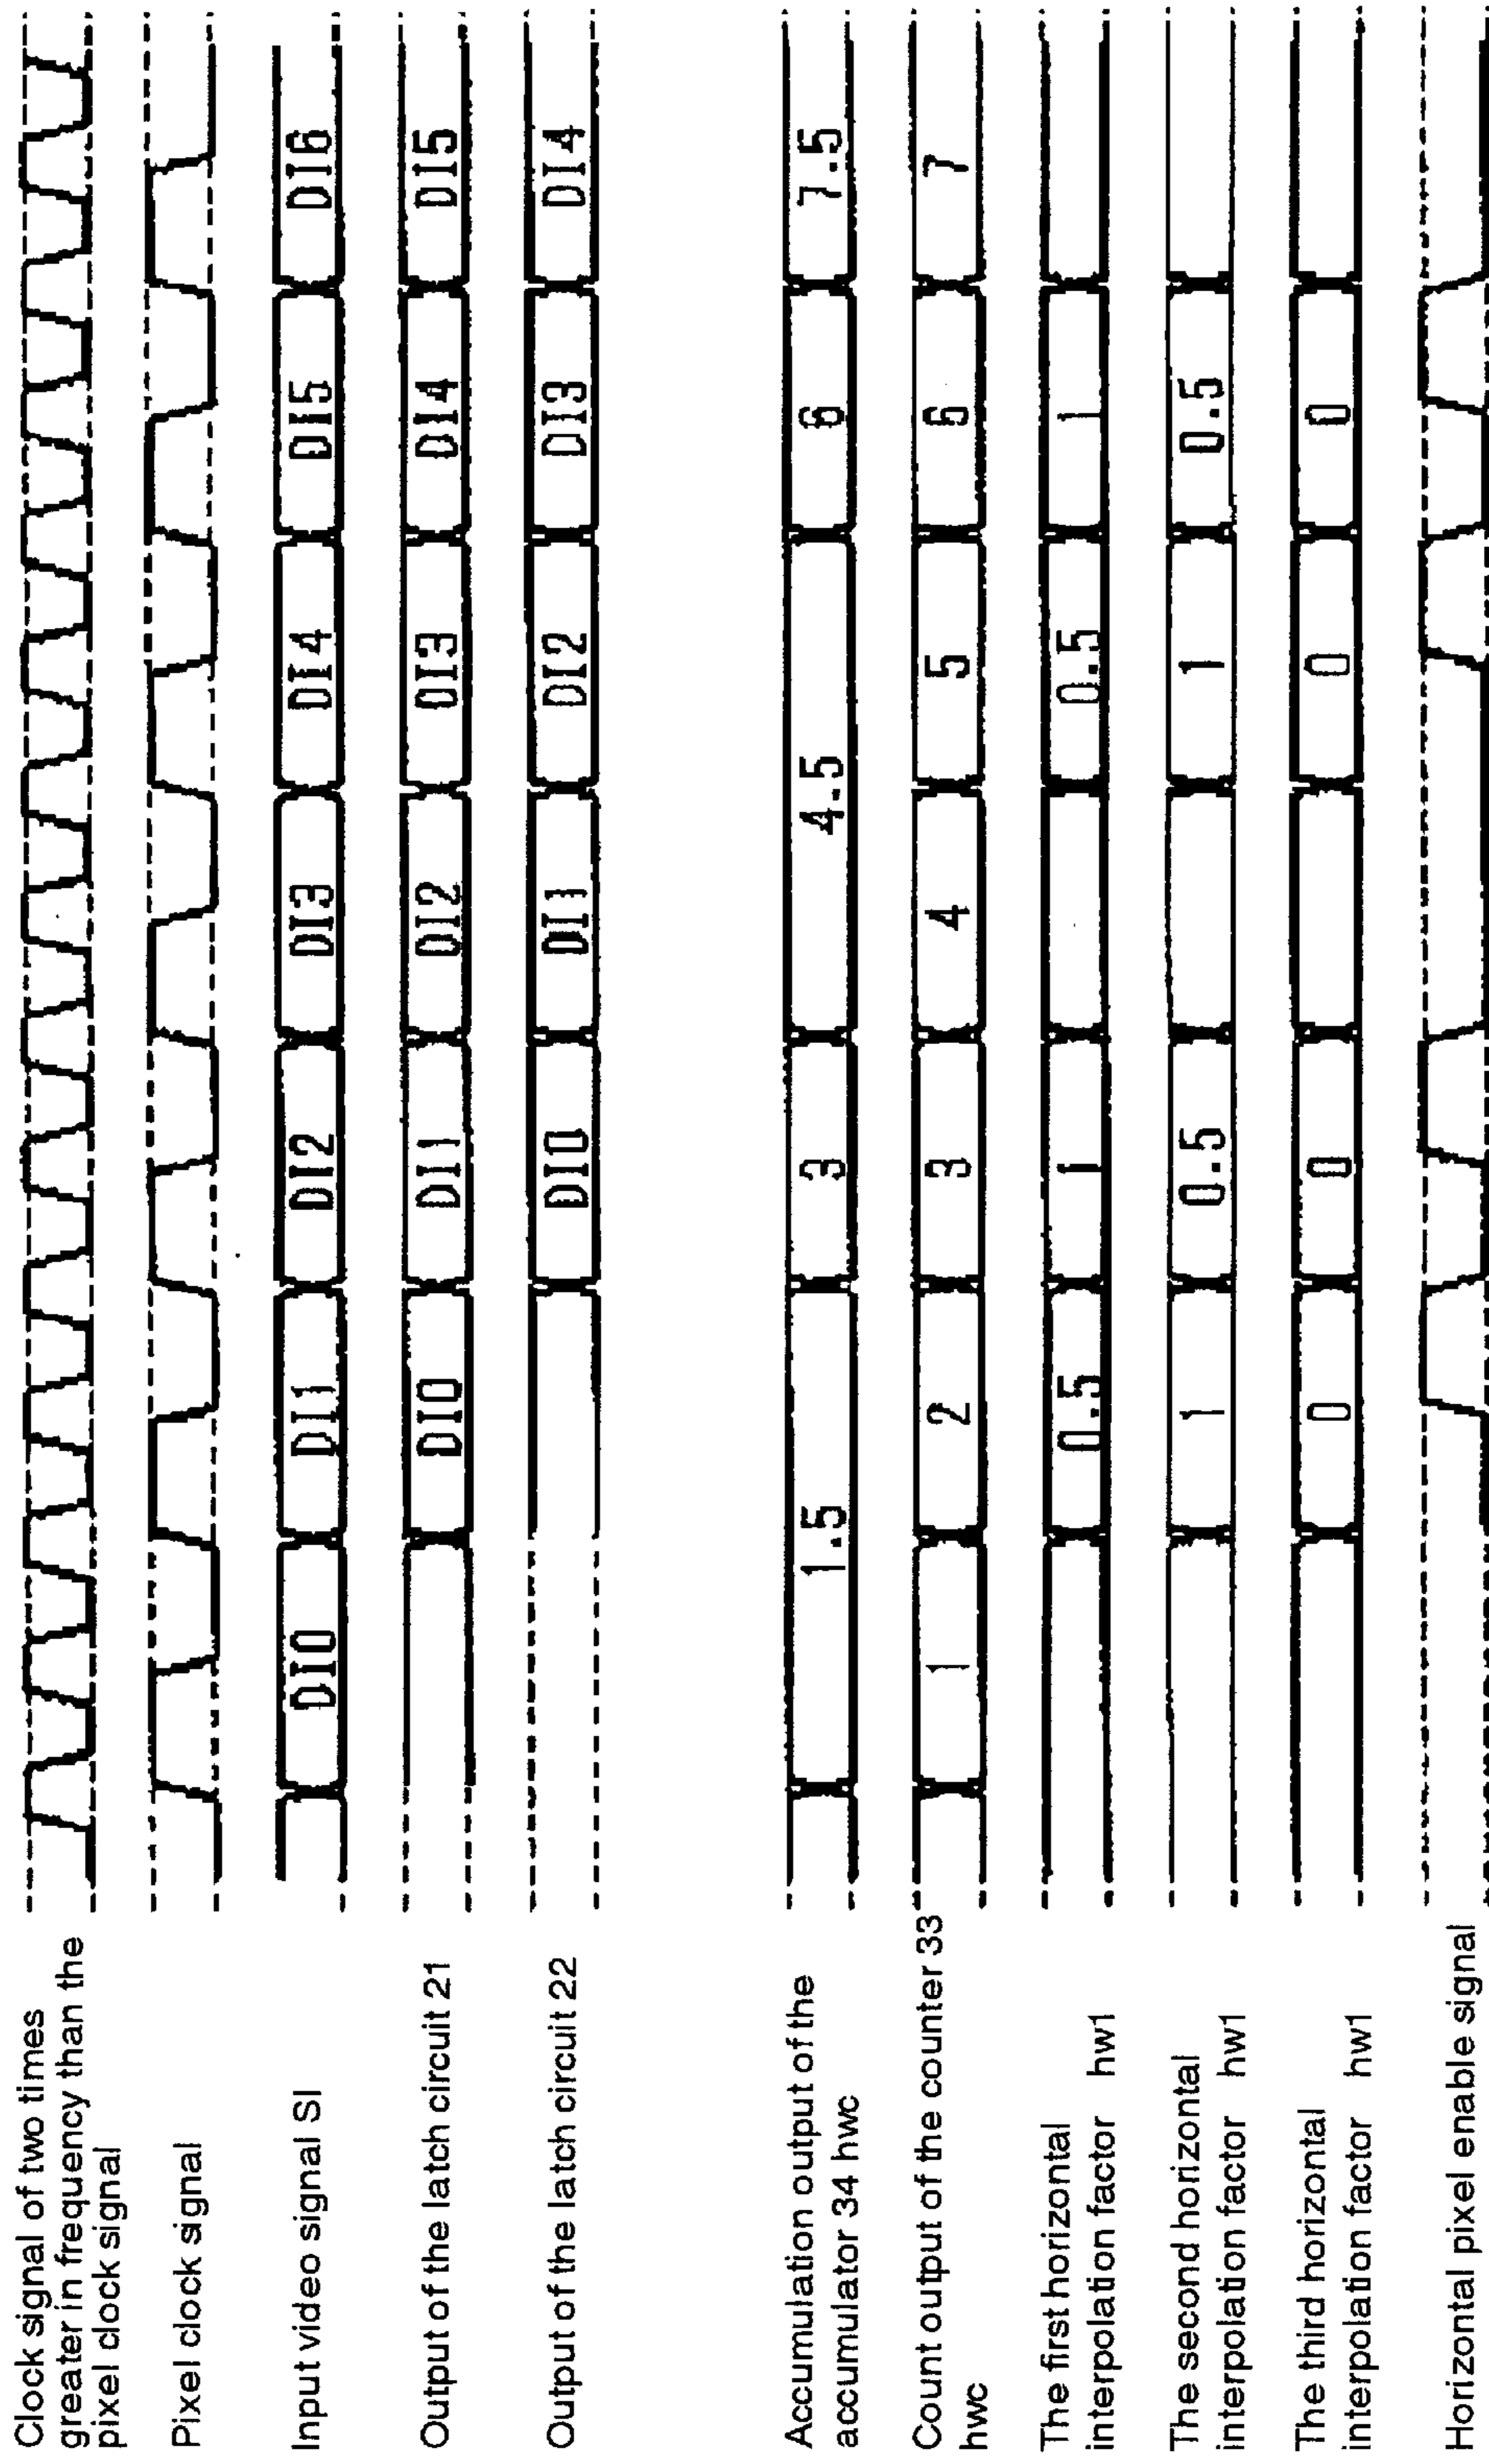 Clock signal of two times
greater in frequency than the
pixel clock signal
Pixel clock signal
Input video signal SI
DI0 DI1 DI2 DI3 DI4 DI5 DI6
Output of the latch circuit 21
DI0 DI1 DI2 DI3 DI4 DI5
Output of the latch circuit 22
DI0 DI1 DI2 DI3 DI4
Accumulation output of the
accumulator 34 hwc
1.5 3 4.5 6 7.5
Count output of the counter 33
hwc
1 2 3 4 5 6 7
The first horizontal
interpolation factor hw1
0.5 1 0.5 1
The second horizontal
interpolation factor hw1
1 0.5 1 0.5
The third horizontal
interpolation factor hw1
0 0 0 0
Horizontal pixel enable signal